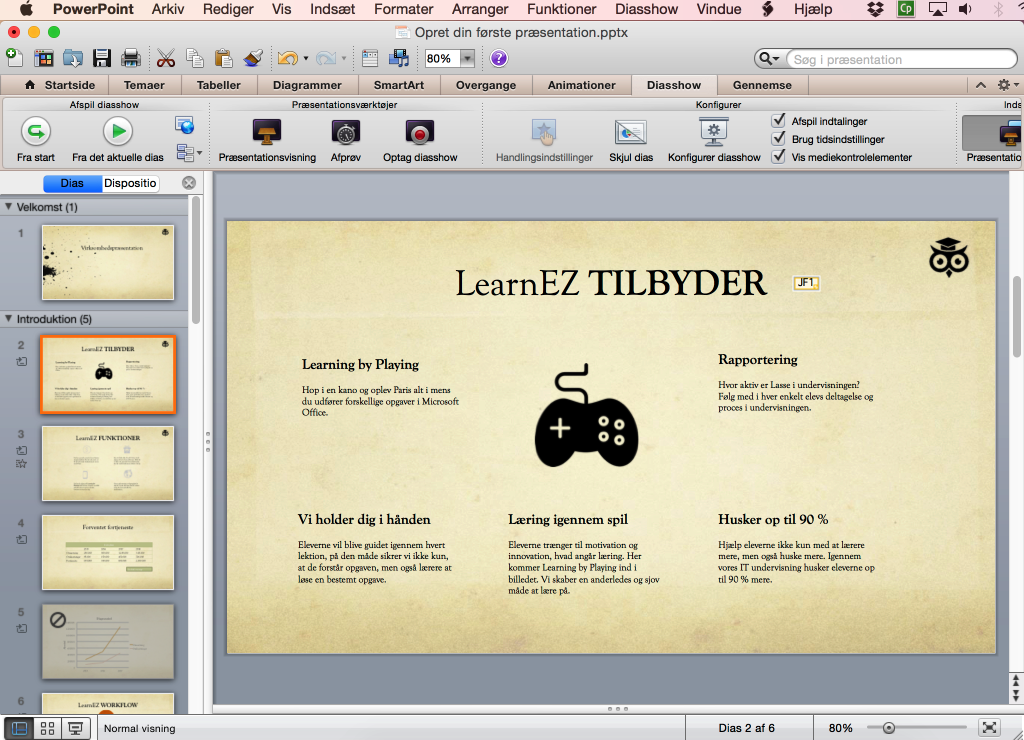 PowerPoint Arkiv Rediger Vis Indsæt Formater Arranger Funktioner Diasshow Vindue Hjælp
Cp
Opret din første præsentation.pptx
80%
?
Søg i præsentation
Startside Temaer Tabeller Diagrammer SmartArt Overgange Animationer Diasshow Gennemse
Afspil diasshow Præsentationsværktøjer Konfigurer Inds
Afspil indtalinger
Brug tidsindstillinger
Vis mediekontrolelementer
Fra start Fra det aktuelle dias Præsentationsvisning Afprøv Optag diasshow Handlingsindstillinger Skjul dias Konfigurer diasshow Præsentatio
Dias Dispositio
Velkomst (1)
1
Virksomhedspræsentation
Introduktion (5)
2
LearnEZ TILBYDER
3
LearnEZ FUNKTIONER
4
Forventet fortjeneste
5
6
LearnEZ WORKFLOW
LearnEZ TILBYDER
JF1
Learning by Playing
Hop i en kano og oplev Paris alt i mens
du udfører forskellige opgaver i Microsoft
Office.
Rapportering
Hvor aktiv er Lasse i undervisningen?
Følg med i hver enkelt elevs deltagelse og
proces i undervisningen.
Vi holder dig i hånden
Eleverne vil blive guidet igennem hvert
lektion, på den måde sikrer vi ikke kun,
at de forstår opgaven, men også lærere at
løse en bestemt opgave.
Læring igennem spil
Eleverne trænger til motivation og
innovation, hvad angår læring. Her
kommer Learning by Playing ind i
billedet. Vi skaber en anderledes og sjov
måde at lære på.
Husker op til 90 %
Hjælp eleverne ikke kun med at lærere
mere, men også huske mere. Igennem
vores IT undervisning husker eleverne op
til 90 % mere.
Normal visning
Dias 2 af 6
80%